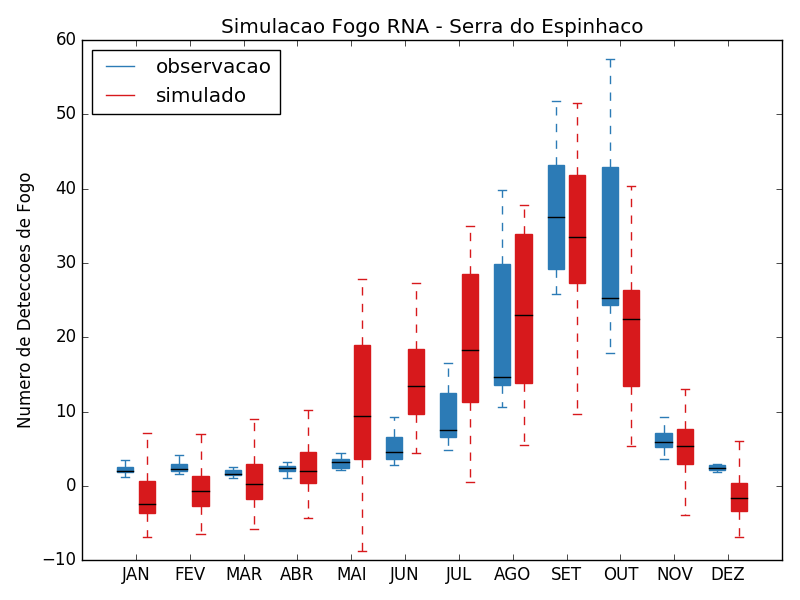 Simulacao Fogo RNA - Serra do Espinhaco
60
50
40
30
20
10
0
−10
Numero de Deteccoes de Fogo
observacao
simulado
JAN FEV MAR ABR MAI JUN JUL AGO SET OUT NOV DEZ